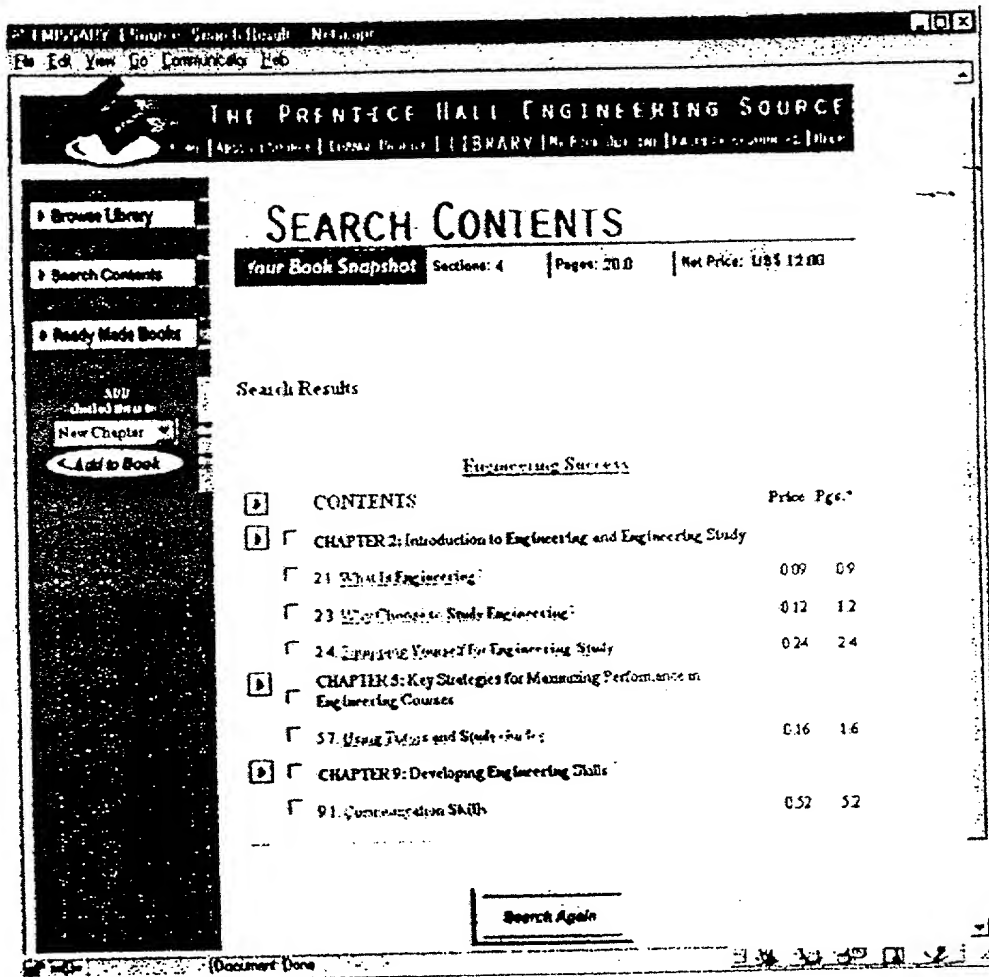 Search Result Netscape
File Edit View Go Communicator Help
THE PRENTICE HALL ENGINEERING SOURCE
LIBRARY
Browse Library
Search Contents
Ready Made Books
ADD
New Chapter
Add to Book
SEARCH CONTENTS
Your Book Snapshot Sections: 4 Pages: 20.0 Net Price: US$ 12.00
Search Results
Engineering Success
CONTENTS Price Pgs.*
CHAPTER 2: Introduction to Engineering and Engineering Study
2.1. What Is Engineering? 0.09 0.9
2.3. Why Choose to Study Engineering? 0.12 1.2
2.4. Yourself for Engineering Study 0.24 2.4
CHAPTER 5: Key Strategies for Maximizing Performance in
Engineering Courses
5.7. Using Tutors and 0.16 1.6
CHAPTER 9: Developing Engineering Skills
9.1. Communication Skills 0.52 5.2
Search Again
Document: Done